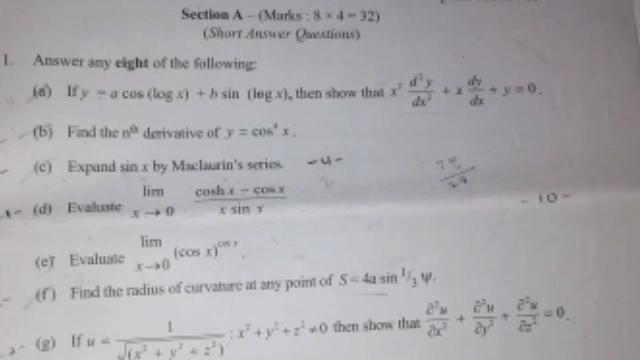 Section A – (Marks : 8 × 4 = 32)
(Short Answer Questions)
1. Answer any eight of the following:
(a) If y = a cos (log x) + b sin (log x), then show that x² d²y/dx² + x dy/dx + y = 0.
(b) Find the nth derivative of y = cos⁴ x.
(c) Expand sin x by Maclaurin's series. -4-
(d) Evaluate lim x→0 cosh x – cos x / x sin x
- 10 -
(e) Evaluate lim x→0 (cos x)
(f) Find the radius of curvature at any point of S = 4a sin 1/3 Ψ.
(g) If u = 1/√(x² + y² + z²) ; x² + y² + z² ≠ 0 then show that ∂²u/∂x² + ∂²u/∂y² + ∂²u/∂z² = 0.